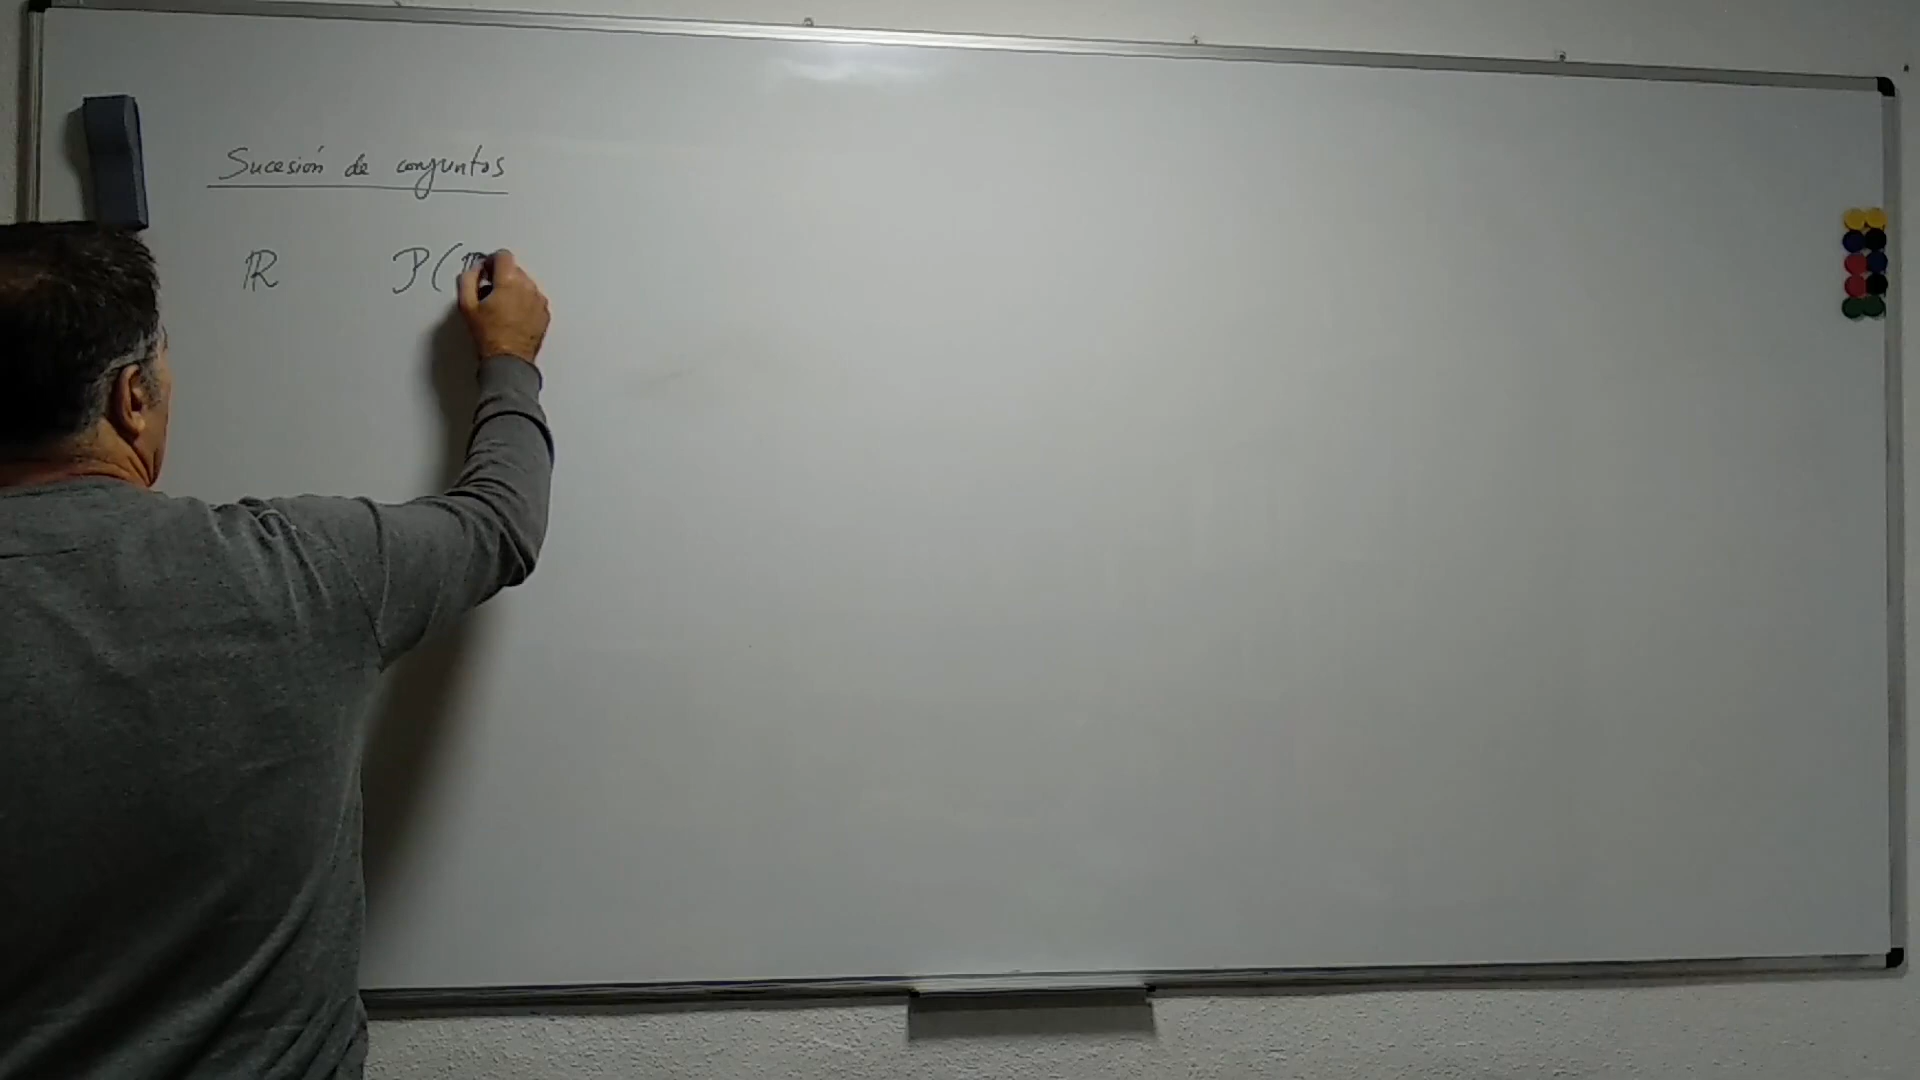 Sucesión de conjuntos
ℝ 𝒫(ℝ